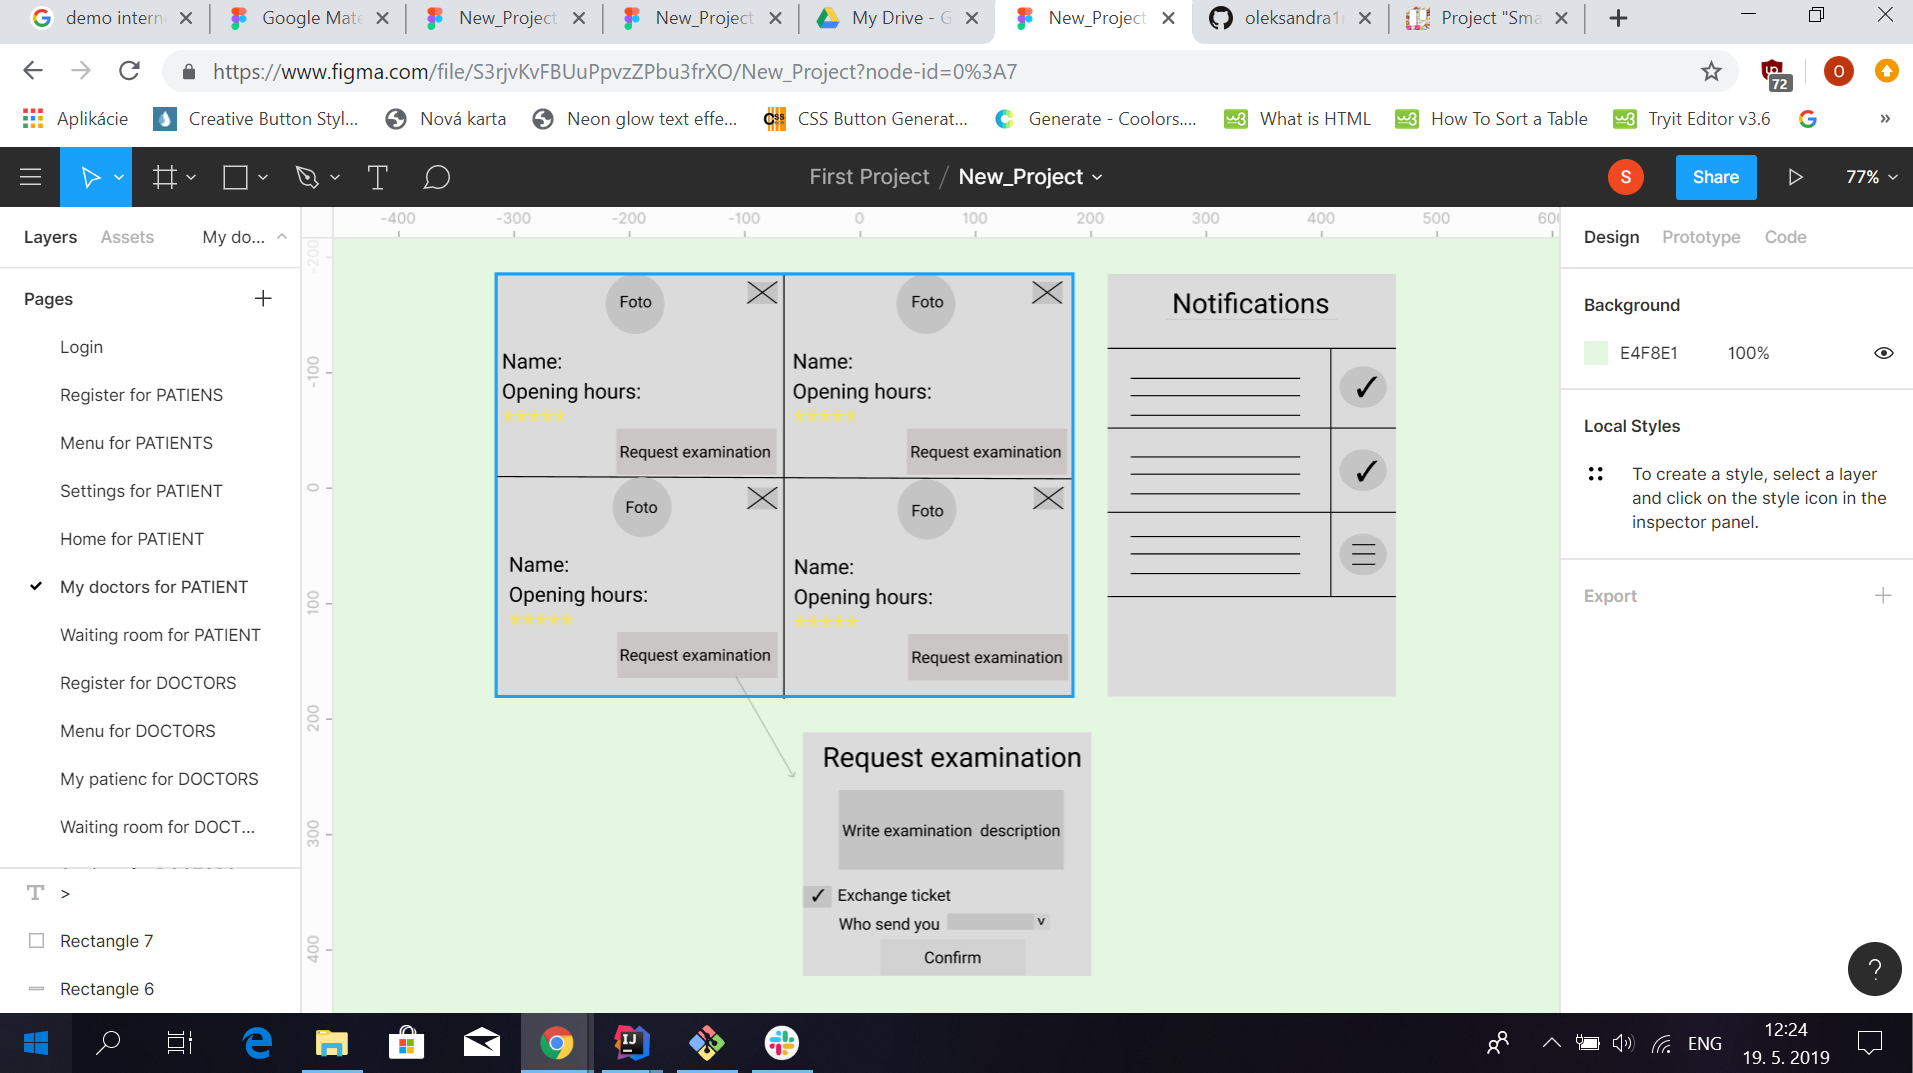 demo intern
Google Mate
New_Project
New_Project
My Drive - G
New_Project
oleksandra1
Project "Sma
https://www.figma.com/file/S3rjvKvFBUuPpvzZPbu3frXO/New_Project?node-id=0%3A7
72
O
Aplikácie
Creative Button Styl...
Nová karta
Neon glow text effe...
CSS Button Generat...
Generate - Coolors....
What is HTML
How To Sort a Table
Tryit Editor v3.6
»
First Project / New_Project
S
Share
77%
Layers
Assets
My do...
-400 -300 -200 -100 0 100 200 300 400 500 600
Design
Prototype
Code
Pages
Login
Register for PATIENS
Menu for PATIENTS
Settings for PATIENT
Home for PATIENT
My doctors for PATIENT
Waiting room for PATIENT
Register for DOCTORS
Menu for DOCTORS
My patienc for DOCTORS
Waiting room for DOCT...
T >
Rectangle 7
Rectangle 6
-200
-100
0
100
200
300
400
Foto
Name:
Opening hours:
*****
Request examination
Foto
Name:
Opening hours:
*****
Request examination
Foto
Name:
Opening hours:
*****
Request examination
Foto
Name:
Opening hours:
*****
Request examination
Notifications
✓
✓
Request examination
Write examination description
✓ Exchange ticket
Who send you v
Confirm
Background
E4F8E1 100%
Local Styles
To create a style, select a layer
and click on the style icon in the
inspector panel.
Export
?
ENG
12:24
19. 5. 2019